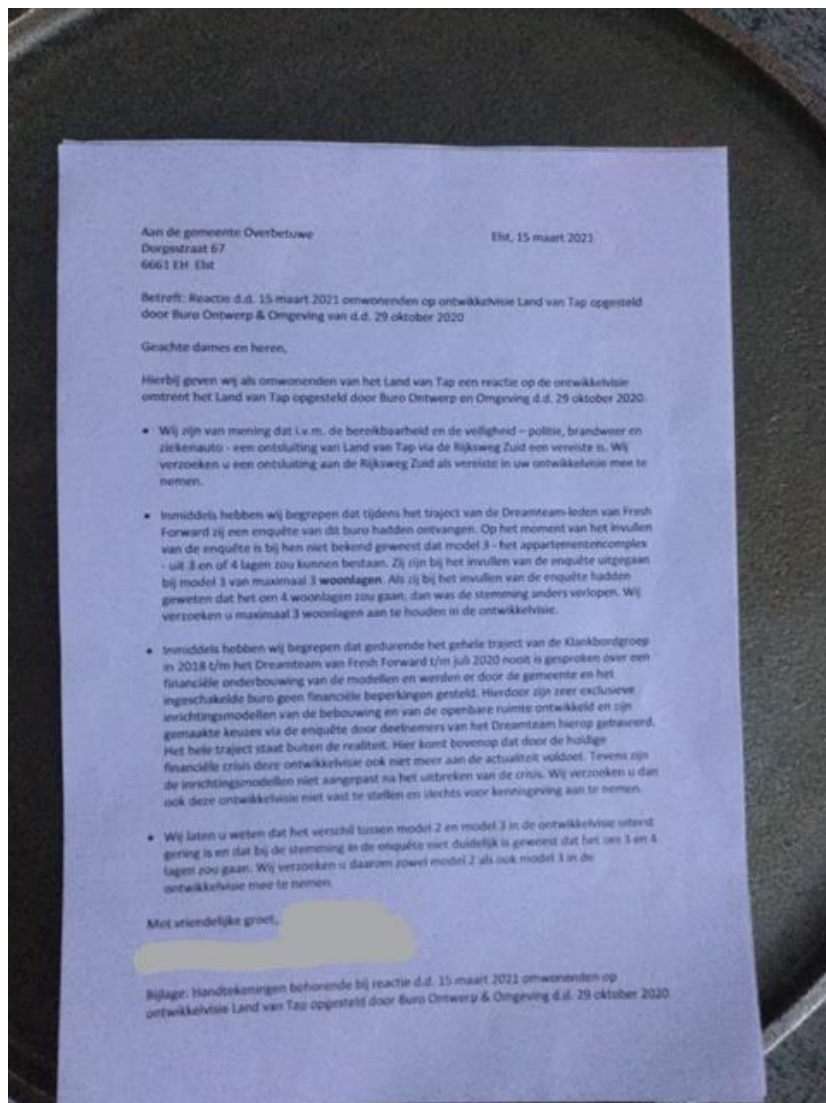 Aan de gemeente Overbetuwe
Elst, 15 maart 2021
Dorpsstraat 67
6661 EH Elst
Betreft: Reactie d.d. 15 maart 2021 omwonenden op ontwikkelvisie Land van Tap opgesteld
door Buro Ontwerp & Omgeving van d.d. 29 oktober 2020
Geachte dames en heren,
Hierbij geven wij als omwonenden van het Land van Tap een reactie op de ontwikkelvisie
omtrent het Land van Tap opgesteld door Buro Ontwerp en Omgeving d.d. 29 oktober 2020.
• Wij zijn van mening dat i.v.m. de bereikbaarheid en de veiligheid – politie, brandweer en
ziekenauto - een ontsluiting van Land van Tap via de Rijksweg Zuid een vereiste is. Wij
verzoeken u een ontsluiting aan de Rijksweg Zuid als vereiste in uw ontwikkelvisie mee te
nemen.
• Inmiddels hebben wij begrepen dat tijdens het traject van de Dreamteam-leden van Fresh
Forward zij een enquête van dit buro hadden ontvangen. Op het moment van het invullen
van de enquête is bij hen niet bekend geweest dat model 3 - het appartementencomplex
- uit 3 en of 4 lagen zou kunnen bestaan. Zij zijn bij het invullen van de enquête uitgegaan
bij model 3 van maximaal 3 woonlagen. Als zij bij het invullen van de enquête hadden
geweten dat het om 4 woonlagen zou gaan, dan was de stemming anders verlopen. Wij
verzoeken u maximaal 3 woonlagen aan te houden in de ontwikkelvisie.
• Inmiddels hebben wij begrepen dat gedurende het gehele traject van de Klankbordgroep
in 2018 t/m het Dreamteam van Fresh Forward t/m juli 2020 nooit is gesproken over een
financiële onderbouwing van de modellen en werden er door de gemeente en het
ingeschakelde buro geen financiële beperkingen gesteld. Hierdoor zijn zeer exclusieve
inrichtingsmodellen van de bebouwing en van de openbare ruimte ontwikkeld en zijn
gemaakte keuzes via de enquête door deelnemers van het Dreamteam hierop gebaseerd.
Het hele traject staat buiten de realiteit. Hier komt bovenop dat door de huidige
financiële crisis deze ontwikkelvisie ook niet meer aan de actualiteit voldoet. Tevens zijn
de inrichtingsmodellen niet aangepast na het uitbreken van de crisis. Wij verzoeken u dan
ook deze ontwikkelvisie niet vast te stellen en slechts voor kennisgeving aan te nemen.
• Wij laten u weten dat het verschil tussen model 2 en model 3 in de ontwikkelvisie uiterst
gering is en dat bij de stemming in de enquête niet duidelijk is geweest dat het om 3 en 4
lagen zou gaan. Wij verzoeken u daarom zowel model 2 als ook model 3 in de
ontwikkelvisie mee te nemen.
Met vriendelijke groet,
Bijlage: Handtekeningen behorende bij reactie d.d. 15 maart 2021 omwonenden op
ontwikkelvisie Land van Tap opgesteld door Buro Ontwerp & Omgeving d.d. 29 oktober 2020